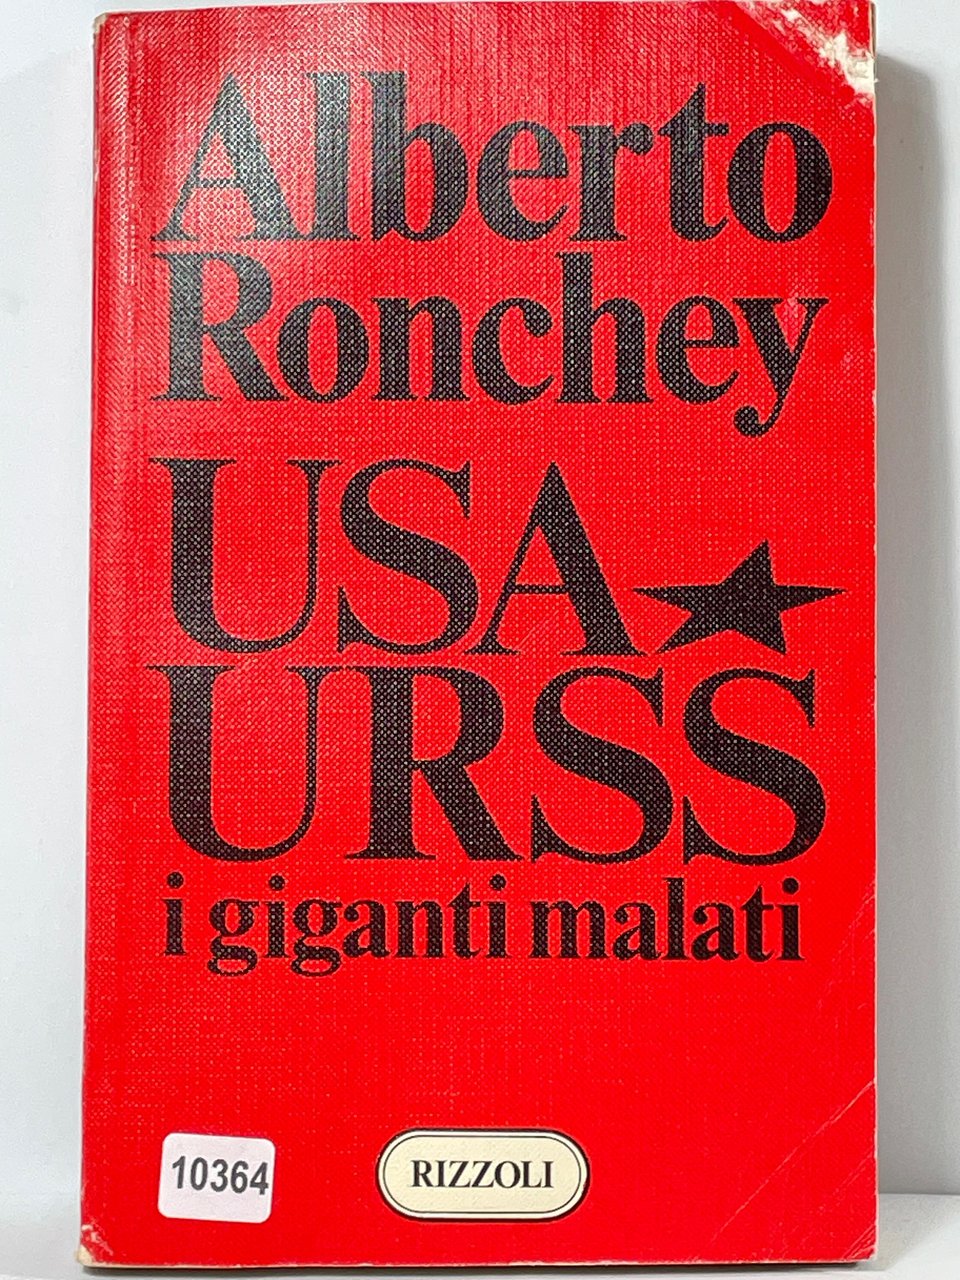 Alberto
Ronchey
USA
URSS
i giganti malati
10364
RIZZOLI